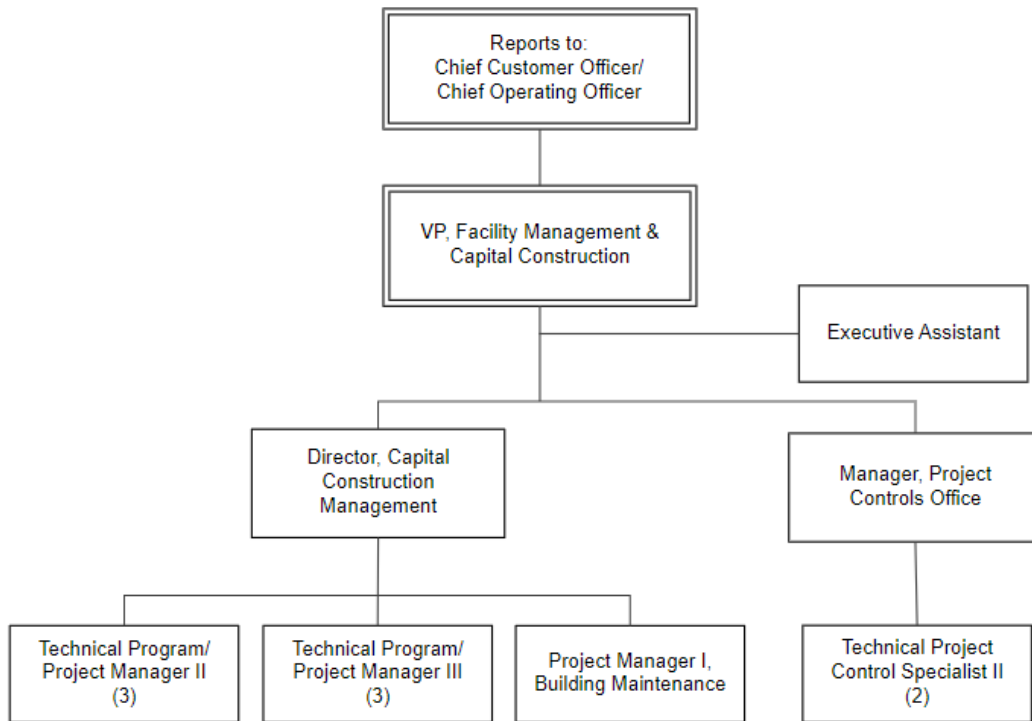 Reports to:
Chief Customer Officer/
Chief Operating Officer
VP, Facility Management &
Capital Construction
Executive Assistant
Director, Capital
Construction
Management
Manager, Project
Controls Office
Technical Program/
Project Manager II
(3)
Technical Program/
Project Manager III
(3)
Project Manager I,
Building Maintenance
Technical Project
Control Specialist II
(2)